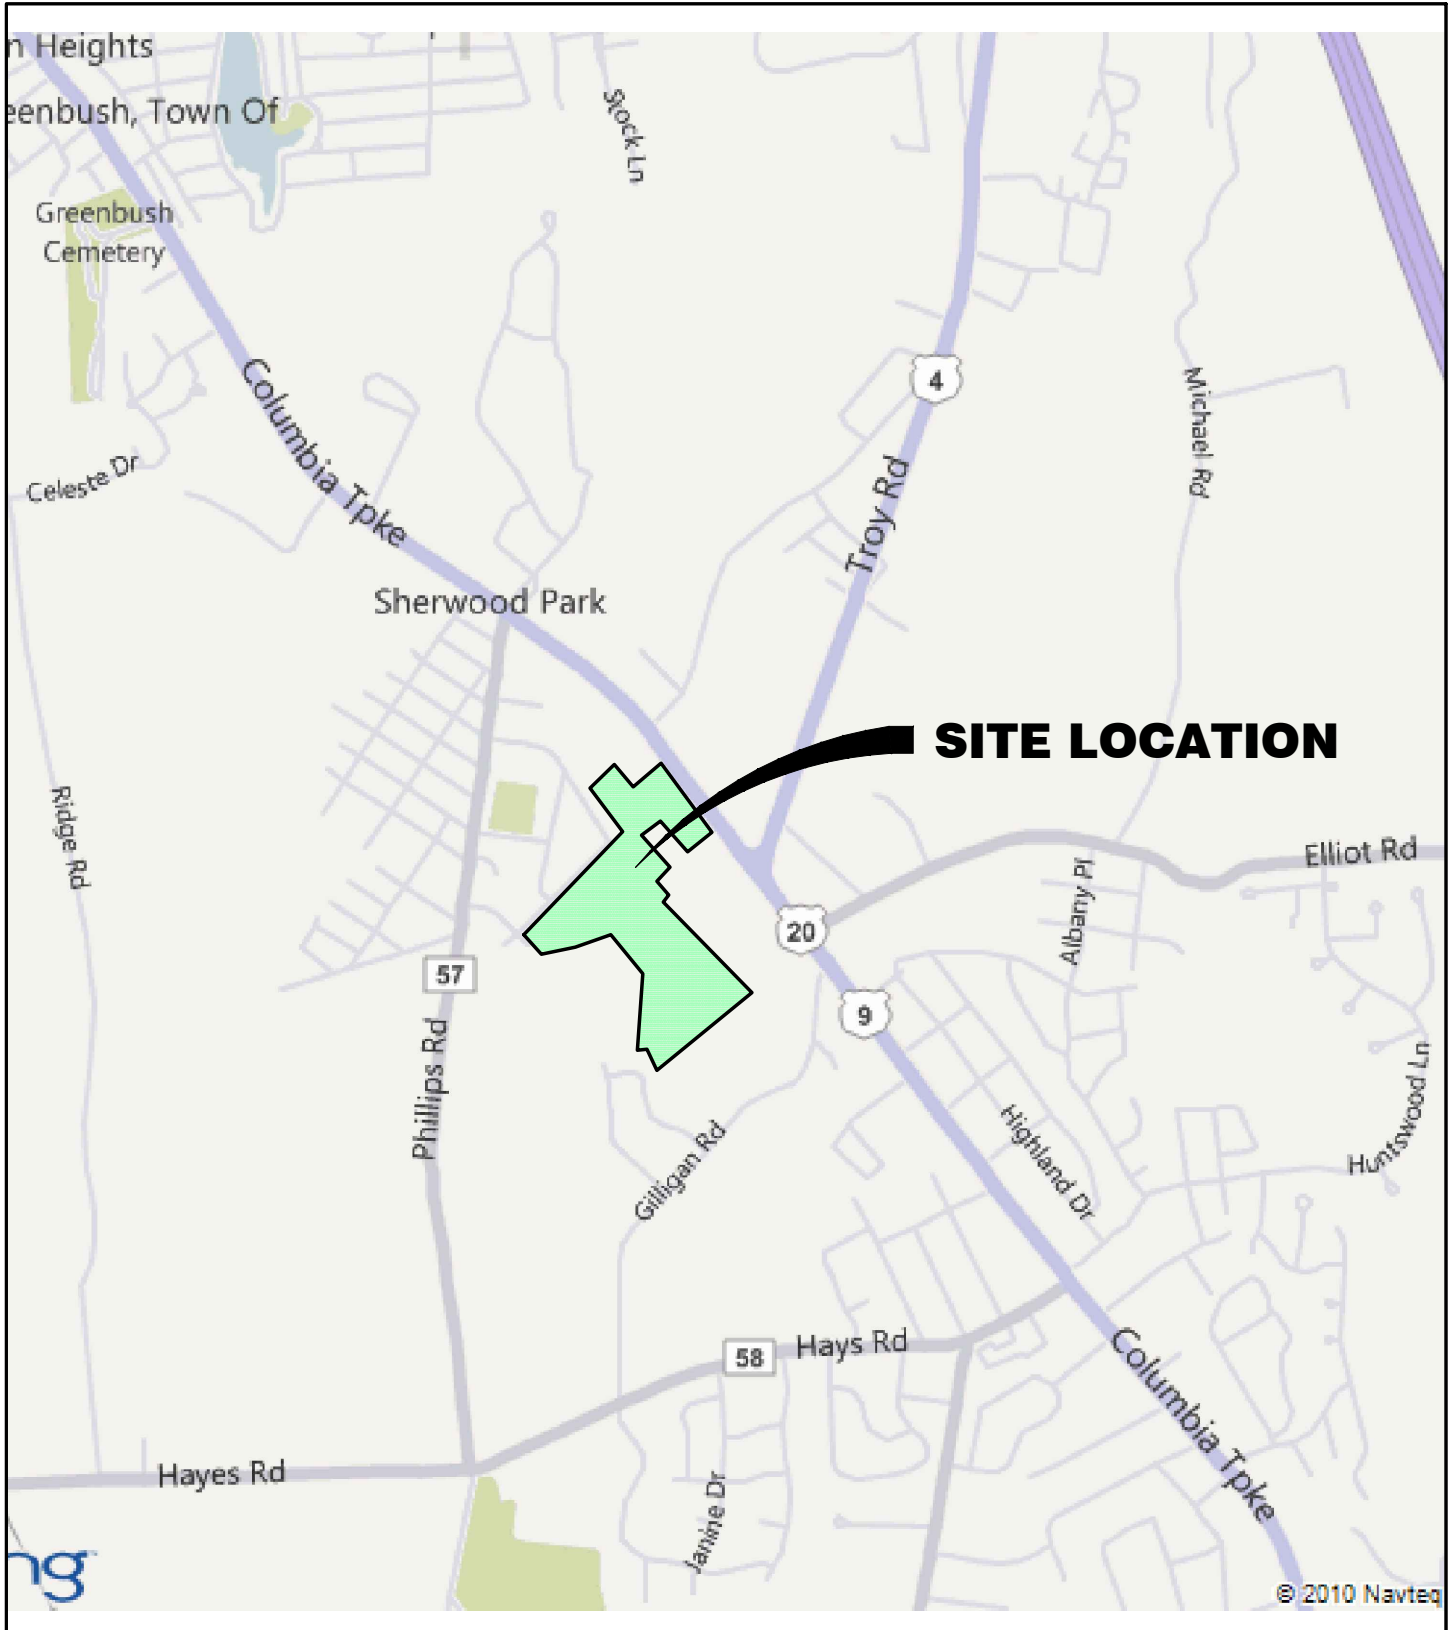 n Heights
eenbush, Town Of
Stock Ln
Greenbush
Cemetery
4
Michael Rd
Columbia Tpke
Celeste Dr
Troy Rd
Sherwood Park
SITE LOCATION
Ridge Rd
Elliot Rd
Albany Pl
20
57
9
Phillips Rd
Huntswood Ln
Highland Dr
Gilligan Rd
58
Hays Rd
Columbia Tpke
Hayes Rd
Janine Dr
ng
© 2010 Navteq